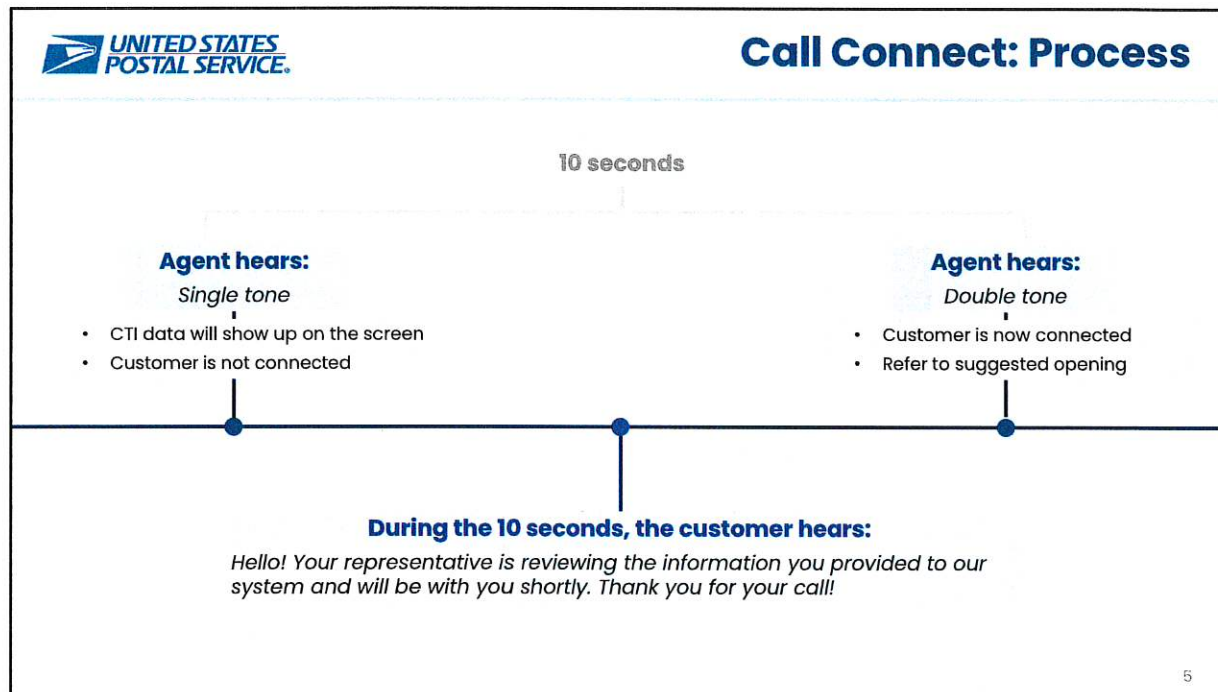 UNITED STATES
POSTAL SERVICE®
Call Connect: Process
10 seconds
Agent hears:
Single tone
• CTI data will show up on the screen
• Customer is not connected
Agent hears:
Double tone
• Customer is now connected
• Refer to suggested opening
During the 10 seconds, the customer hears:
Hello! Your representative is reviewing the information you provided to our
system and will be with you shortly. Thank you for your call!
5